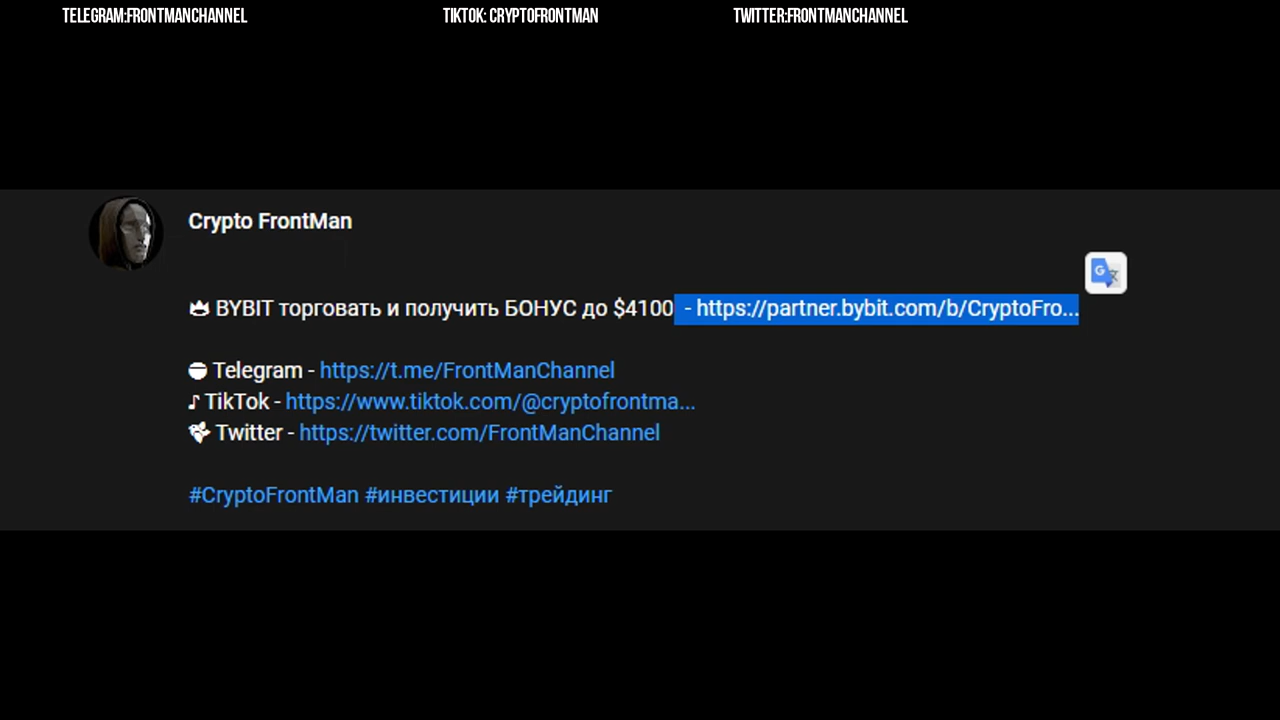 TELEGRAM:FRONTMANCHANNEL TIKTOK: CRYPTOFRONTMAN TWITTER:FRONTMANCHANNEL
Crypto FrontMan
BYBIT торговать и получить БОНУС до $4100 - https://partner.bybit.com/b/CryptoFro...
Telegram - https://t.me/FrontManChannel
TikTok - https://www.tiktok.com/@cryptofrontma...
Twitter - https://twitter.com/FrontManChannel
#CryptoFrontMan #инвестиции #трейдинг